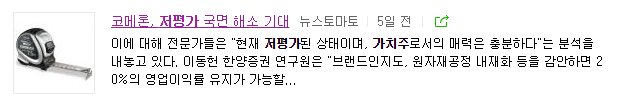 코메론, 저평가 국면 해소 기대 뉴스토마토 | 5일 전
이에 대해 전문가들은 "현재 저평가된 상태이며, 가치주로서의 매력은 충분하다"는 분석을
내놓고 있다. 이동헌 한양증권 연구원은 "브랜드인지도, 원자재공정 내재화 등을 감안하면 2
0%의 영업이익률 유지가 가능할...